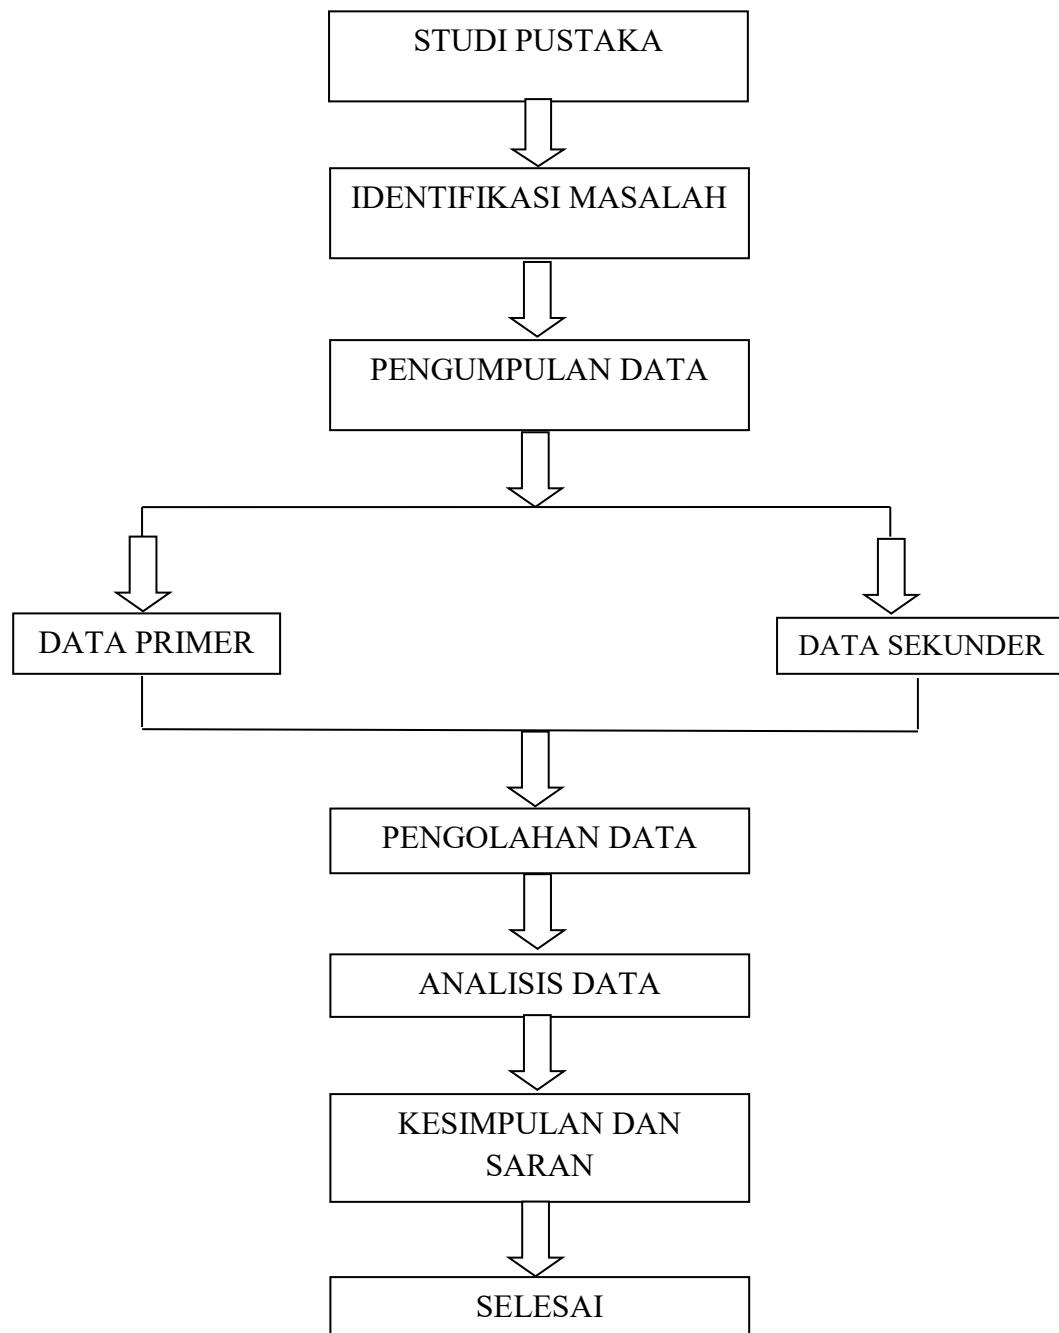 STUDI PUSTAKA
IDENTIFIKASI MASALAH
PENGUMPULAN DATA
DATA PRIMER
DATA SEKUNDER
PENGOLAHAN DATA
ANALISIS DATA
KESIMPULAN DAN
SARAN
SELESAI